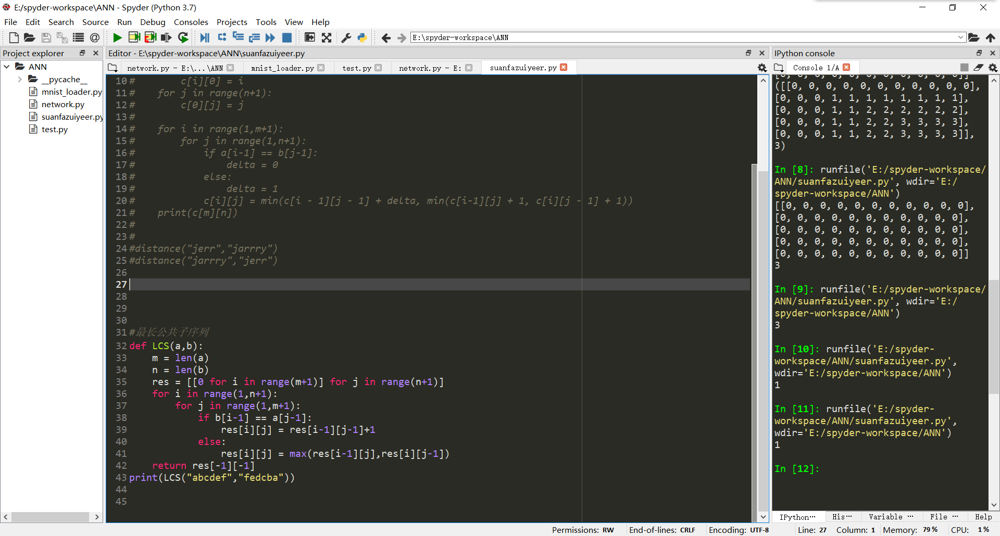 E:/spyder-workspace\ANN - Spyder (Python 3.7)
File Edit Search Source Run Debug Consoles Projects Tools View Help
E:\spyder-workspace\ANN
Project explorer
ANN
__pycache__
mnist_loader.py
network.py
suanfazuiyeer.py
test.py
Editor - E:\spyder-workspace\ANN\suanfazuiyeer.py
network.py - E:\...\ANN mnist_loader.py test.py network.py - E: suanfazuiyeer.py
10 # c[i][0] = i
11 # for j in range(n+1):
12 # c[0][j] = j
13 #
14 # for i in range(1,m+1):
15 # for j in range(1,n+1):
16 # if a[i-1] == b[j-1]:
17 # delta = 0
18 # else:
19 # delta = 1
20 # c[i][j] = min(c[i - 1][j - 1] + delta, min(c[i-1][j] + 1, c[i][j - 1] + 1))
21 # print(c[m][n])
22 #
23 #
24 #distance("jerr","jarrry")
25 #distance("jarrry","jerr")
26
27
28
29
30
31 #最长公共子序列
32 def LCS(a,b):
33 m = len(a)
34 n = len(b)
35 res = [[0 for i in range(m+1)] for j in range(n+1)]
36 for i in range(1,n+1):
37 for j in range(1,m+1):
38 if b[i-1] == a[j-1]:
39 res[i][j] = res[i-1][j-1]+1
40 else:
41 res[i][j] = max(res[i-1][j],res[i][j-1])
42 return res[-1][-1]
43 print(LCS("abcdef","fedcba"))
44
45
IPython console
Console 1/A
[0, 0, 0, 0, 0, 0, 0, 0, 0, 0, 0]]
([[0, 0, 0, 0, 0, 0, 0, 0, 0, 0, 0],
[0, 0, 0, 1, 1, 1, 1, 1, 1, 1, 1],
[0, 0, 0, 1, 1, 2, 2, 2, 2, 2, 2],
[0, 0, 0, 1, 1, 2, 2, 3, 3, 3, 3],
[0, 0, 0, 1, 1, 2, 2, 3, 3, 3, 3]],
3)
In [8]: runfile('E:/spyder-workspace/
ANN/suanfazuiyeer.py', wdir='E:/
spyder-workspace/ANN')
[[0, 0, 0, 0, 0, 0, 0, 0, 0, 0, 0],
[0, 0, 0, 0, 0, 0, 0, 0, 0, 0, 0],
[0, 0, 0, 0, 0, 0, 0, 0, 0, 0, 0],
[0, 0, 0, 0, 0, 0, 0, 0, 0, 0, 0],
[0, 0, 0, 0, 0, 0, 0, 0, 0, 0, 0]]
3
In [9]: runfile('E:/spyder-workspace/
ANN/suanfazuiyeer.py', wdir='E:/
spyder-workspace/ANN')
3
In [10]: runfile('E:/spyder-
workspace/ANN/suanfazuiyeer.py',
wdir='E:/spyder-workspace/ANN')
1
In [11]: runfile('E:/spyder-
workspace/ANN/suanfazuiyeer.py',
wdir='E:/spyder-workspace/ANN')
1
In [12]:
IPython… His… Variable … File … Help
Permissions: RW End-of-lines: CRLF Encoding: UTF-8 Line: 27 Column: 1 Memory: 79 % CPU: 1 %